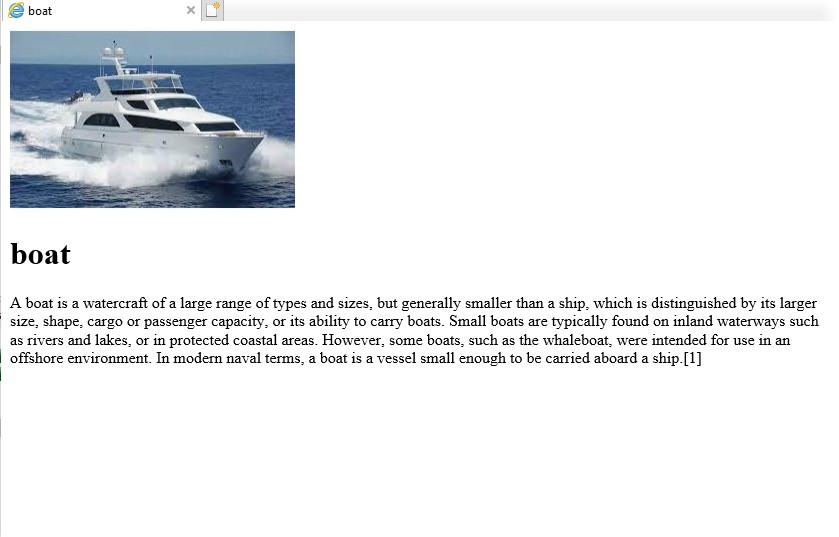 boat
boat
A boat is a watercraft of a large range of types and sizes, but generally smaller than a ship, which is distinguished by its larger
size, shape, cargo or passenger capacity, or its ability to carry boats. Small boats are typically found on inland waterways such
as rivers and lakes, or in protected coastal areas. However, some boats, such as the whaleboat, were intended for use in an
offshore environment. In modern naval terms, a boat is a vessel small enough to be carried aboard a ship.[1]